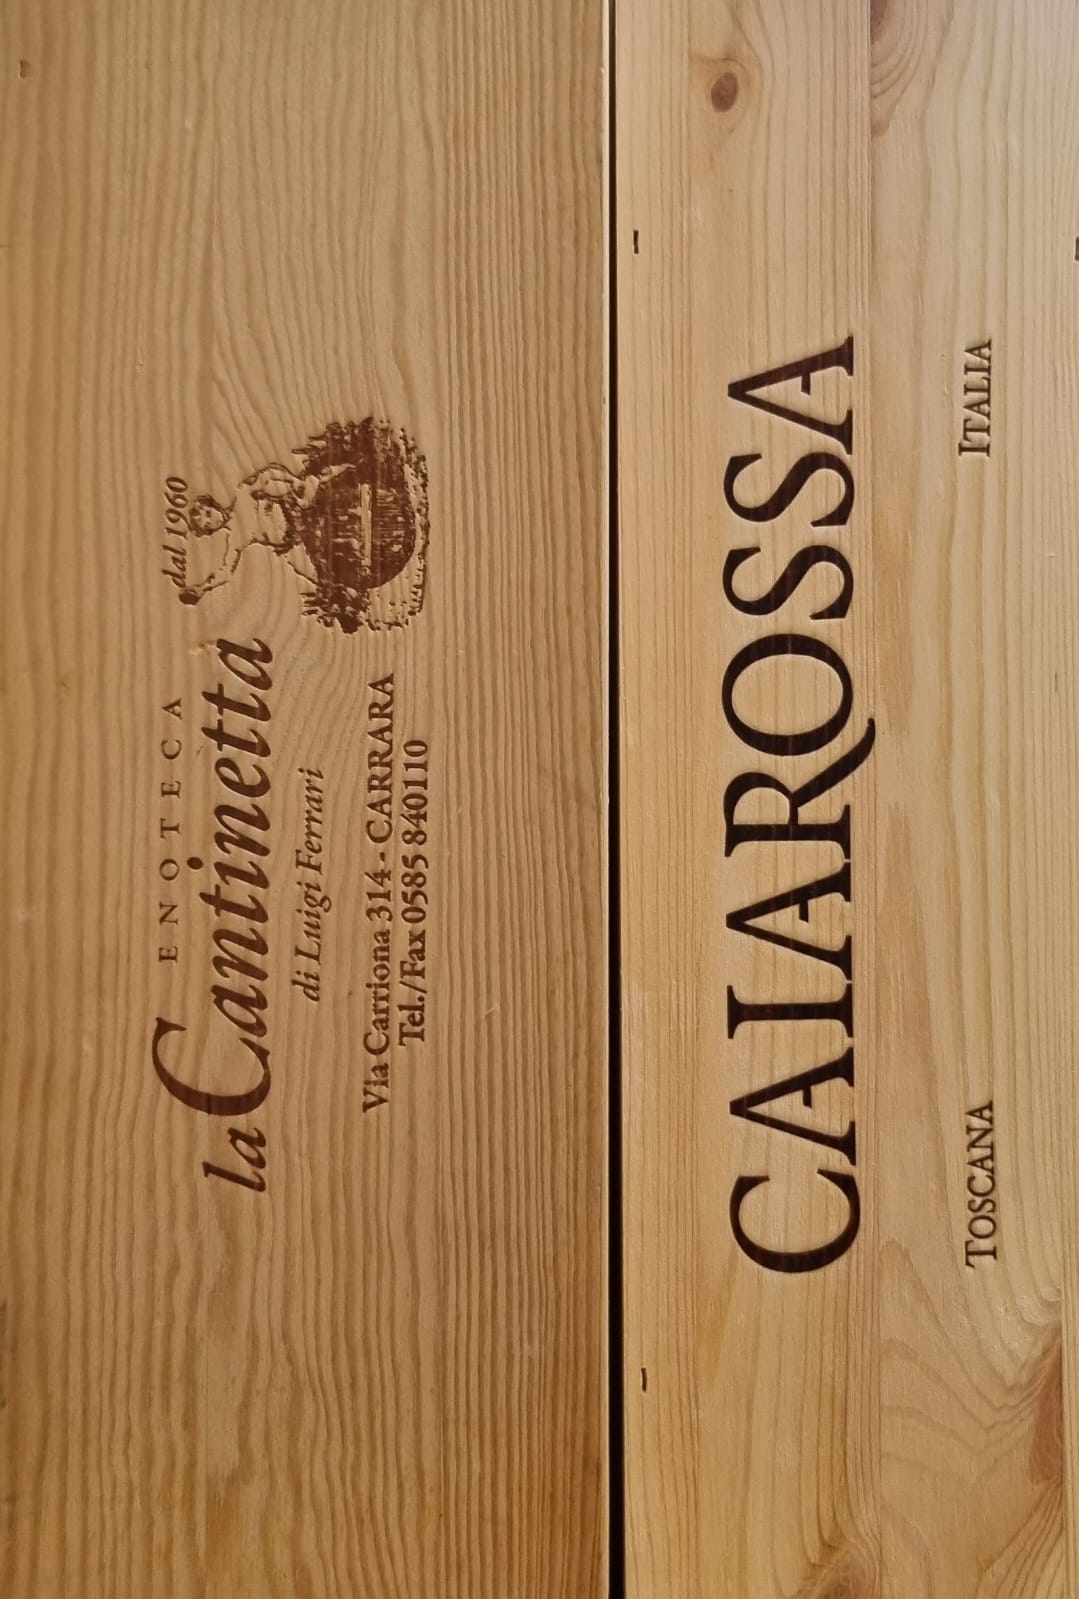 ENOTECA
dal 1960
la Cantinetta
di Luigi Ferrari
Via Carriona 314 - CARRARA
Tel./Fax 0585 840110
CAIAROSSA
TOSCANA
ITALIA